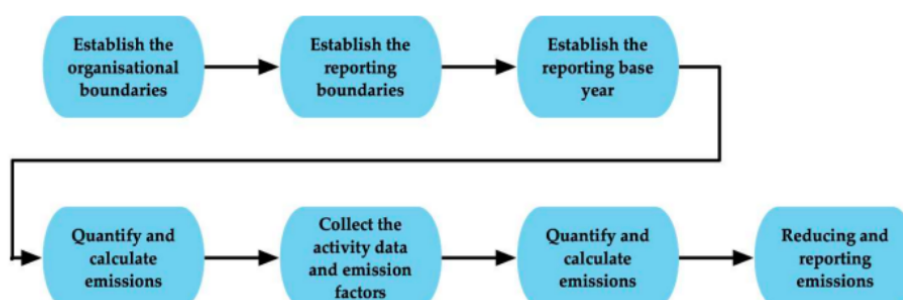 Establish the
organisational
boundaries
Establish the
reporting
boundaries
Establish the
reporting base
year
Quantify and
calculate
emissions
Collect the
activity data
and emission
factors
Quantify and
calculate
emissions
Reducing and
reporting
emissions